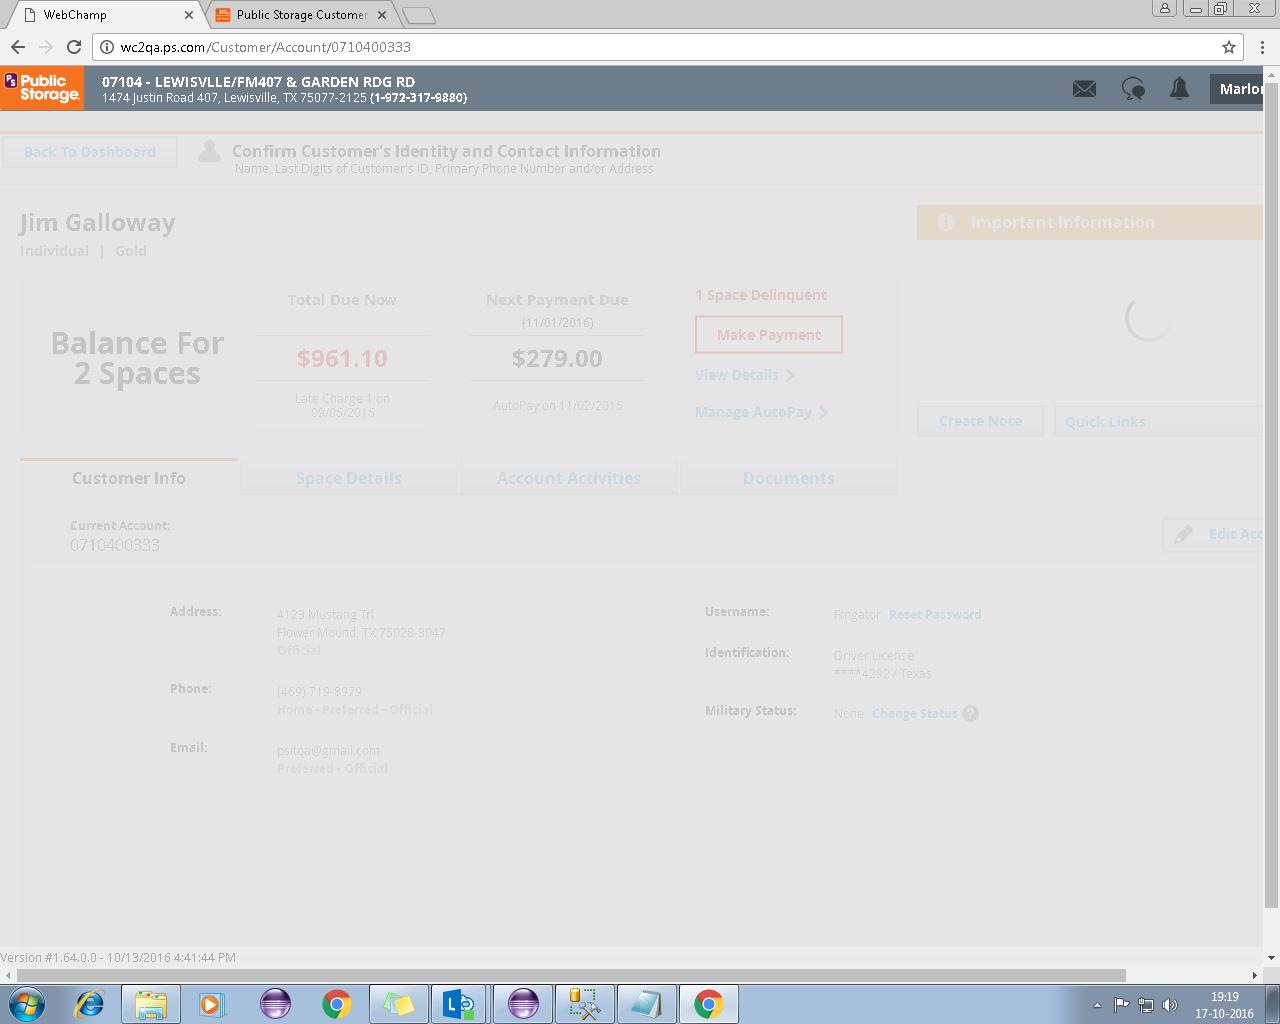 WebChamp
Public Storage Customer
wc2qa.ps.com/Customer/Account/0710400333
PS Public Storage
07104 - LEWISVLLE/FM407 & GARDEN RDG RD
1474 Justin Road 407, Lewisville, TX 75077-2125 (1-972-317-9880)
Marlon
Back To Dashboard
Confirm Customer's Identity and Contact Information
Name, Last Digits of Customer's ID, Primary Phone Number and/or Address
Jim Galloway
Individual | Gold
Important Information
Balance For
2 Spaces
Total Due Now
$961.10
Late Charge 1 on
09/06/2016
Next Payment Due
(11/01/2016)
$279.00
AutoPay on 11/02/2016
1 Space Delinquent
Make Payment
View Details
Manage AutoPay
Create Note
Quick Links
Customer Info
Space Details
Account Activities
Documents
Current Account:
0710400333
Edit Acc
Address:
4123 Mustang Trl
Flower Mound, TX 75028-3047
Official
Phone:
(469) 719-8979
Home - Preferred - Official
Email:
psitqa@gmail.com
Preferred - Official
Username:
Fmgator Reset Password
Identification:
Driver License
****4292 / Texas
Military Status:
None Change Status ?
Version #1.64.0.0 - 10/13/2016 4:41:44 PM
19:19
17-10-2016